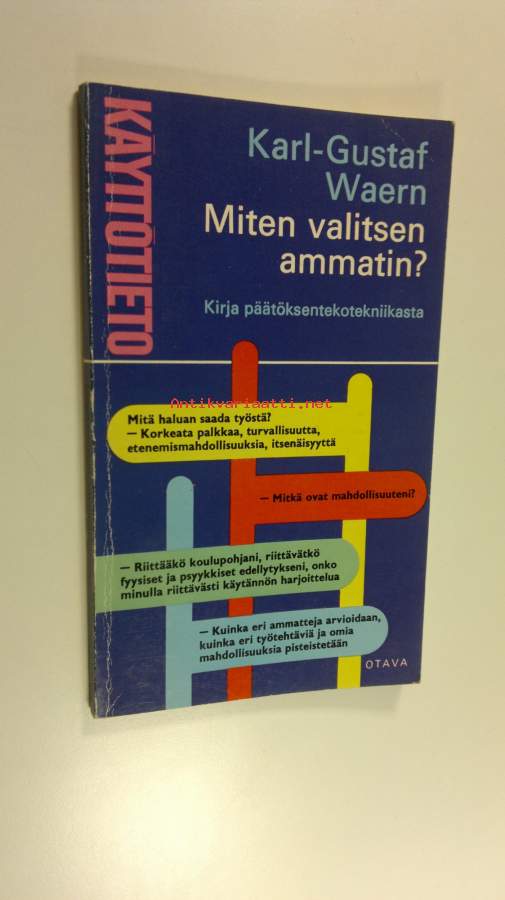 KÄYTTÖTIETO
Karl-Gustaf
Waern
Miten valitsen
ammatin?
Kirja päätöksentekotekniikasta
Antikvariaatti.net
Mitä haluan saada työstä?
— Korkeata palkkaa, turvallisuutta,
etenemismahdollisuuksia, itsenäisyyttä
— Mitkä ovat mahdollisuuteni?
— Riittääkö koulupohjani, riittävätkö
fyysiset ja psyykkiset edellytykseni, onko
minulla riittävästi käytännön harjoittelua
— Kuinka eri ammatteja arvioidaan,
kuinka eri työtehtäviä ja omia
mahdollisuuksia pisteistetään
OTAVA